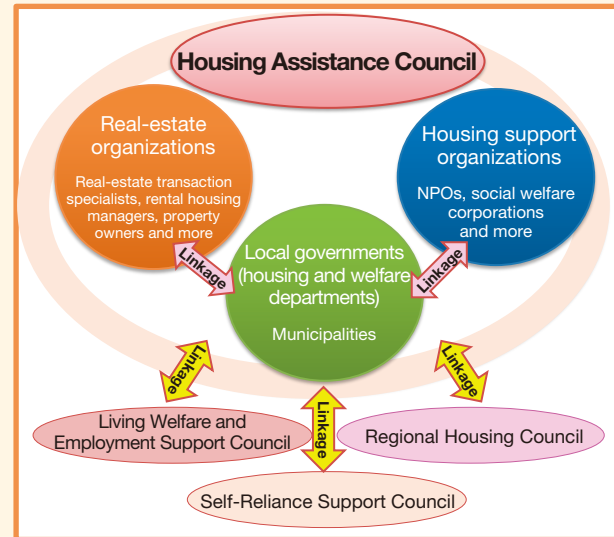 Housing Assistance Council
Real-estate
organizations
Real-estate transaction
specialists, rental housing
managers, property
owners and more
Housing support
organizations
NPOs, social welfare
corporations
and more
Linkage
Linkage
Local governments
(housing and welfare
departments)
Municipalities
Linkage
Linkage
Linkage
Living Welfare and
Employment Support Council
Regional Housing Council
Self-Reliance Support Council